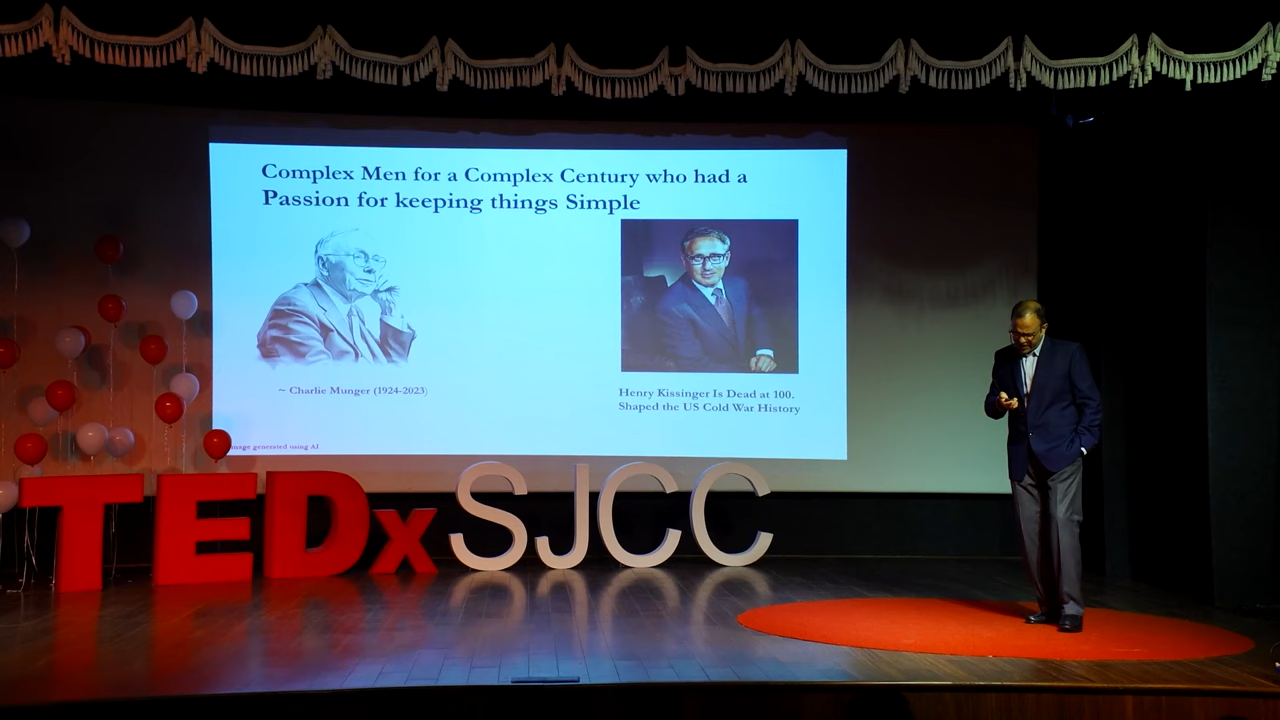 Complex Men for a Complex Century who had a
Passion for keeping things Simple
~ Charlie Munger (1924-2023)
Henry Kissinger Is Dead at 100.
Shaped the US Cold War History
image generated using AI
TEDx SJCC